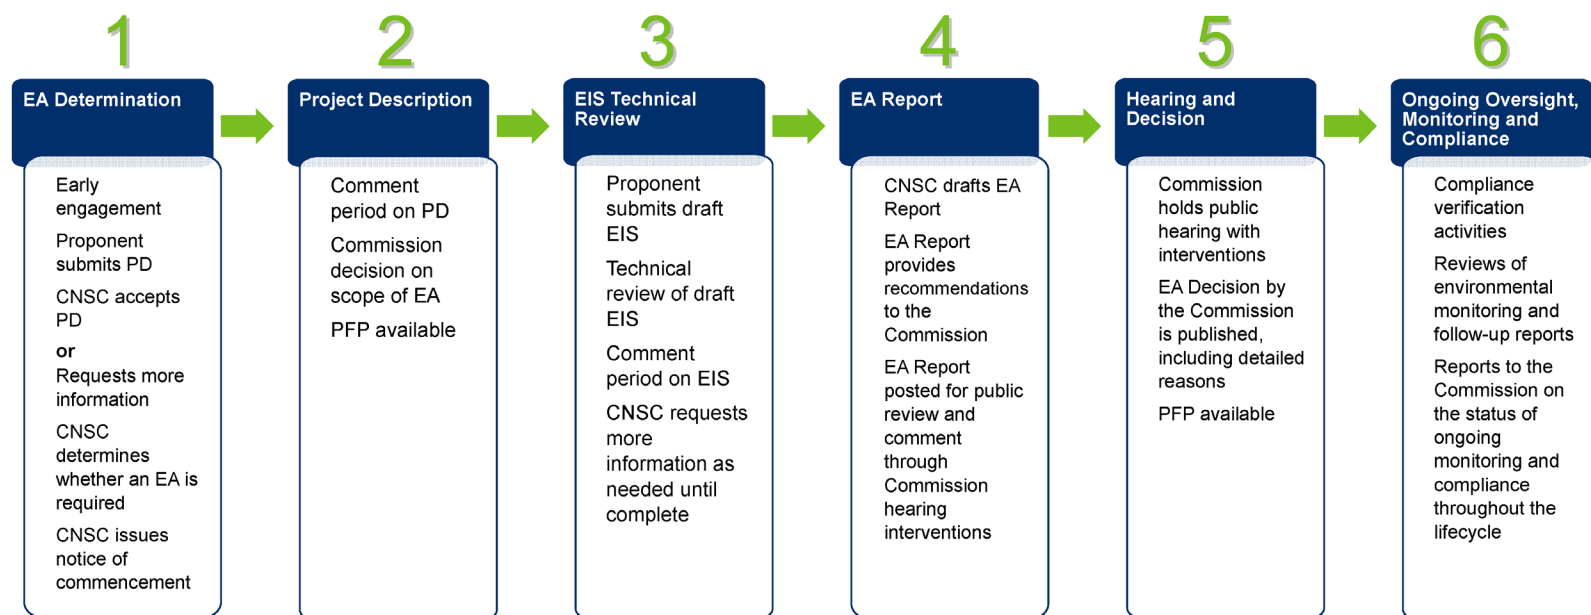 1
EA Determination
Early
engagement
Proponent
submits PD
CNSC accepts
PD
or
Requests more
information
CNSC
determines
whether an EA is
required
CNSC issues
notice of
commencement
2
Project Description
Comment
period on PD
Commission
decision on
scope of EA
PFP available
3
EIS Technical
Review
Proponent
submits draft
EIS
Technical
review of draft
EIS
Comment
period on EIS
CNSC requests
more
information as
needed until
complete
4
EA Report
CNSC drafts EA
Report
EA Report
provides
recommendations
to the
Commission
EA Report
posted for public
review and
comment
through
Commission
hearing
interventions
5
Hearing and
Decision
Commission
holds public
hearing with
interventions
EA Decision by
the Commission
is published,
including detailed
reasons
PFP available
6
Ongoing Oversight,
Monitoring and
Compliance
Compliance
verification
activities
Reviews of
environmental
monitoring and
follow-up reports
Reports to the
Commission on
the status of
ongoing
monitoring and
compliance
throughout the
lifecycle